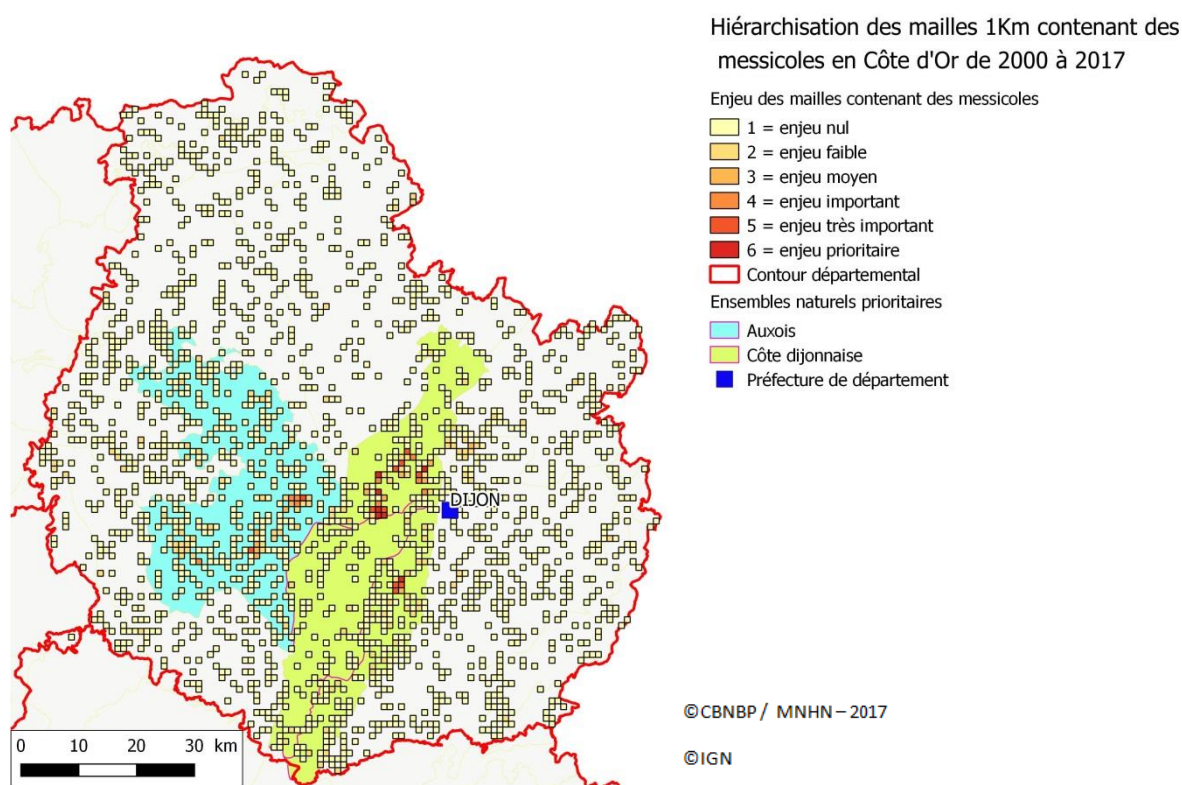 Hiérarchisation des mailles 1Km contenant des
messicoles en Côte d'Or de 2000 à 2017
Enjeu des mailles contenant des messicoles
1 = enjeu nul
2 = enjeu faible
3 = enjeu moyen
4 = enjeu important
5 = enjeu très important
6 = enjeu prioritaire
Contour départemental
Ensembles naturels prioritaires
Auxois
Côte dijonnaise
Préfecture de département
DIJON
0 10 20 30 km
©CBNBP / MNHN – 2017
©IGN